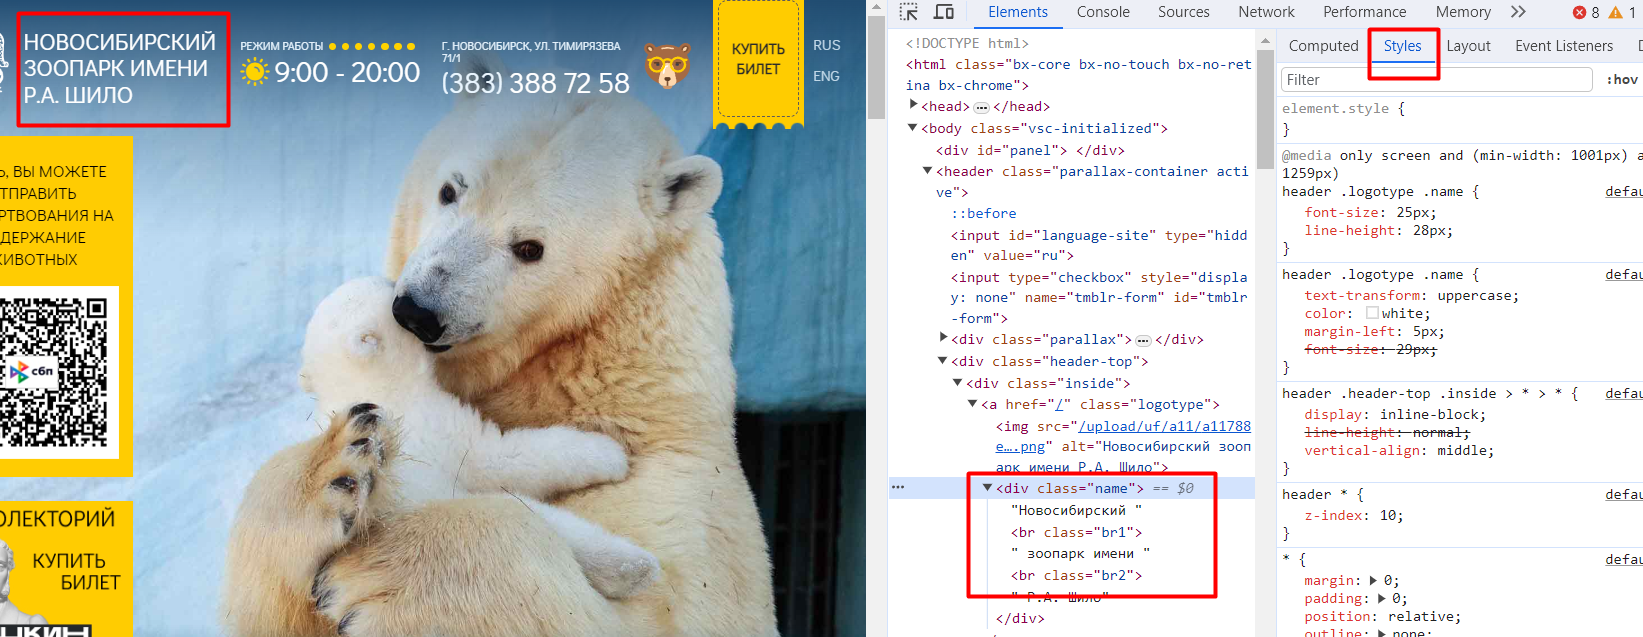 НОВОСИБИРСКИЙ
ЗООПАРК ИМЕНИ
Р.А. ШИЛО
РЕЖИМ РАБОТЫ
9:00 - 20:00
Г. НОВОСИБИРСК, УЛ. ТИМИРЯЗЕВА
71/1
(383) 388 72 58
КУПИТЬ
БИЛЕТ
RUS
ENG
Ь, ВЫ МОЖЕТЕ
ТПРАВИТЬ
РТВОВАНИЯ НА
ДЕРЖАНИЕ
ИВОТНЫХ
сбп
ОЛЕКТОРИЙ
КУПИТЬ
БИЛЕТ
Elements Console Sources Network Performance Memory 8 1
<!DOCTYPE html>
<html class="bx-core bx-no-touch bx-no-ret
ina bx-chrome">
<head> ··· </head>
<body class="vsc-initialized">
<div id="panel"> </div>
<header class="parallax-container acti
ve">
::before
<input id="language-site" type="hidd
en" value="ru">
<input type="checkbox" style="displa
y: none" name="tmblr-form" id="tmblr
-form">
<div class="parallax"> ··· </div>
<div class="header-top">
<div class="inside">
<a href="/" class="logotype">
<img src="/upload/uf/a11/a11788
e….png" alt="Новосибирский зооп
арк имени Р.А. Шило">
··· <div class="name"> == $0
"Новосибирский "
<br class="br1">
" зоопарк имени "
<br class="br2">
" Р.А. Шило"
</div>
Computed Styles Layout Event Listeners
Filter :hov
element.style {
}
@media only screen and (min-width: 1001px) a
1259px)
header .logotype .name { defau
font-size: 25px;
line-height: 28px;
}
header .logotype .name { defau
text-transform: uppercase;
color: white;
margin-left: 5px;
font-size: 29px;
}
header .header-top .inside > * > * { defau
display: inline-block;
line-height: normal;
vertical-align: middle;
}
header * { defau
z-index: 10;
}
* { defau
margin: 0;
padding: 0;
position: relative;
outline: none;